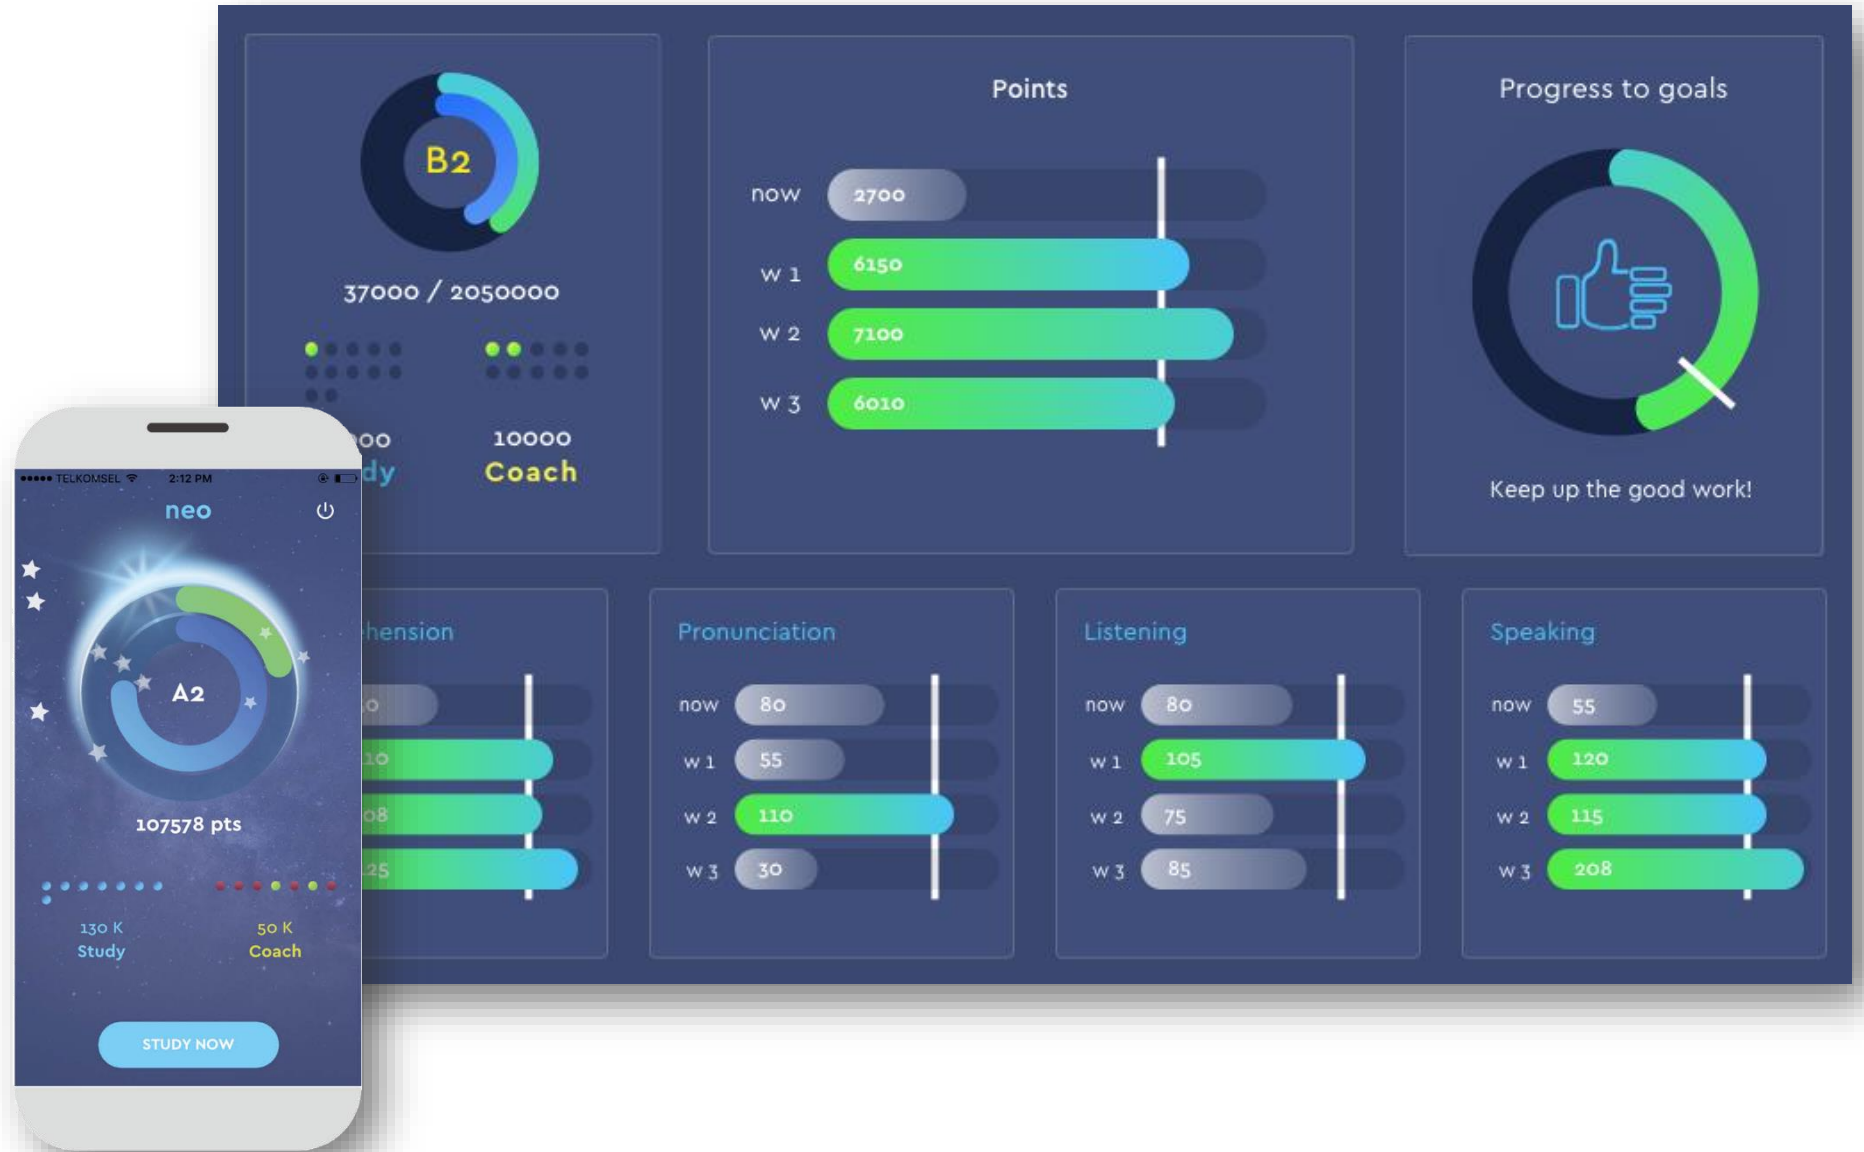 B2
37000 / 2050000
10000
Coach
Points
now 2700
w 1 6150
w 2 7100
w 3 6010
Progress to goals
Keep up the good work!
Pronunciation
now 80
w 1 55
w 2 110
w 3 30
Listening
now 80
w 1 105
w 2 75
w 3 85
Speaking
now 55
w 1 120
w 2 115
w 3 208
TELKOMSEL 2:12 PM
neo
A2
107578 pts
130 K
Study
50 K
Coach
STUDY NOW